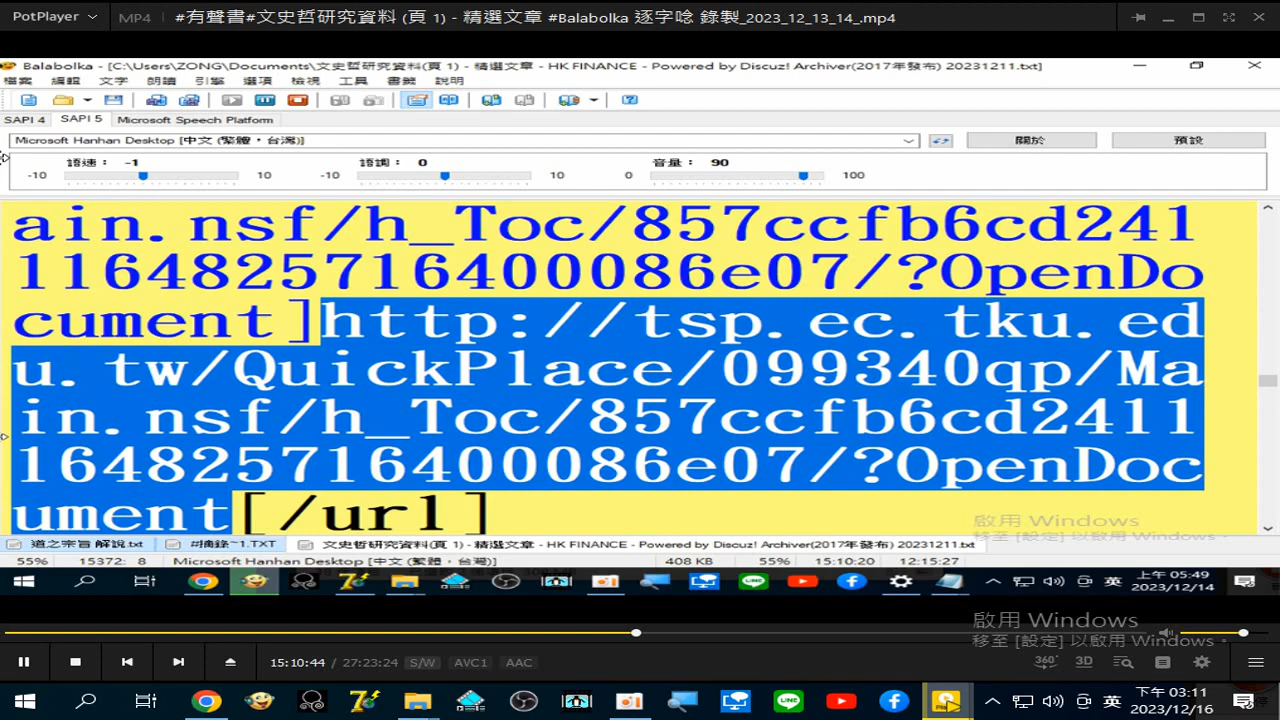 PotPlayer MP4 #有聲書#文史哲研究資料 (頁 1) - 精選文章 #Balabolka 逐字唸 錄製_2023_12_13_14_.mp4
Balabolka - [C:\Users\ZONG\Documents\文史哲研究資料(頁 1) - 精選文章 - HK FINANCE - Powered by Discuz! Archiver(2017年發布) 20231211.txt]
檔案 編輯 文字 朗讀 引擎 選項 檢視 工具 書籤 說明
SAPI 4 SAPI 5 Microsoft Speech Platform
Microsoft Hanhan Desktop [中文 (繁體，台灣)] 關於 預設
語速： -1 語調： 0 音量： 90
-10 10 -10 10 0 100
ain.nsf/h_Toc/857ccfb6cd241
11648257164000​86e07/?OpenDo
cument]http://tsp.ec.tku.ed
u.tw/QuickPlace/099340qp/Ma
in.nsf/h_Toc/857ccfb6cd2411
1648257164000​86e07/?OpenDoc
ument[/url]
啟用 Windows
移至 [設定] 以啟用 Windows。
道之宗旨 解說.txt #摘錄~1.TXT 文史哲研究資料(頁 1) - 精選文章 - HK FINANCE - Powered by Discuz! Archiver(2017年發布) 20231211.txt
55% 15372: 8 Microsoft Hanhan Desktop [中文 (繁體，台灣)] 408 KB 55% 15:10:20 12:15:27
英 上午 05:49
2023/12/14
啟用 Windows
移至 [設定] 以啟用 Windows。
15:10:44 / 27:23:24 S/W AVC1 AAC 360° 3D
英 下午 03:11
2023/12/16